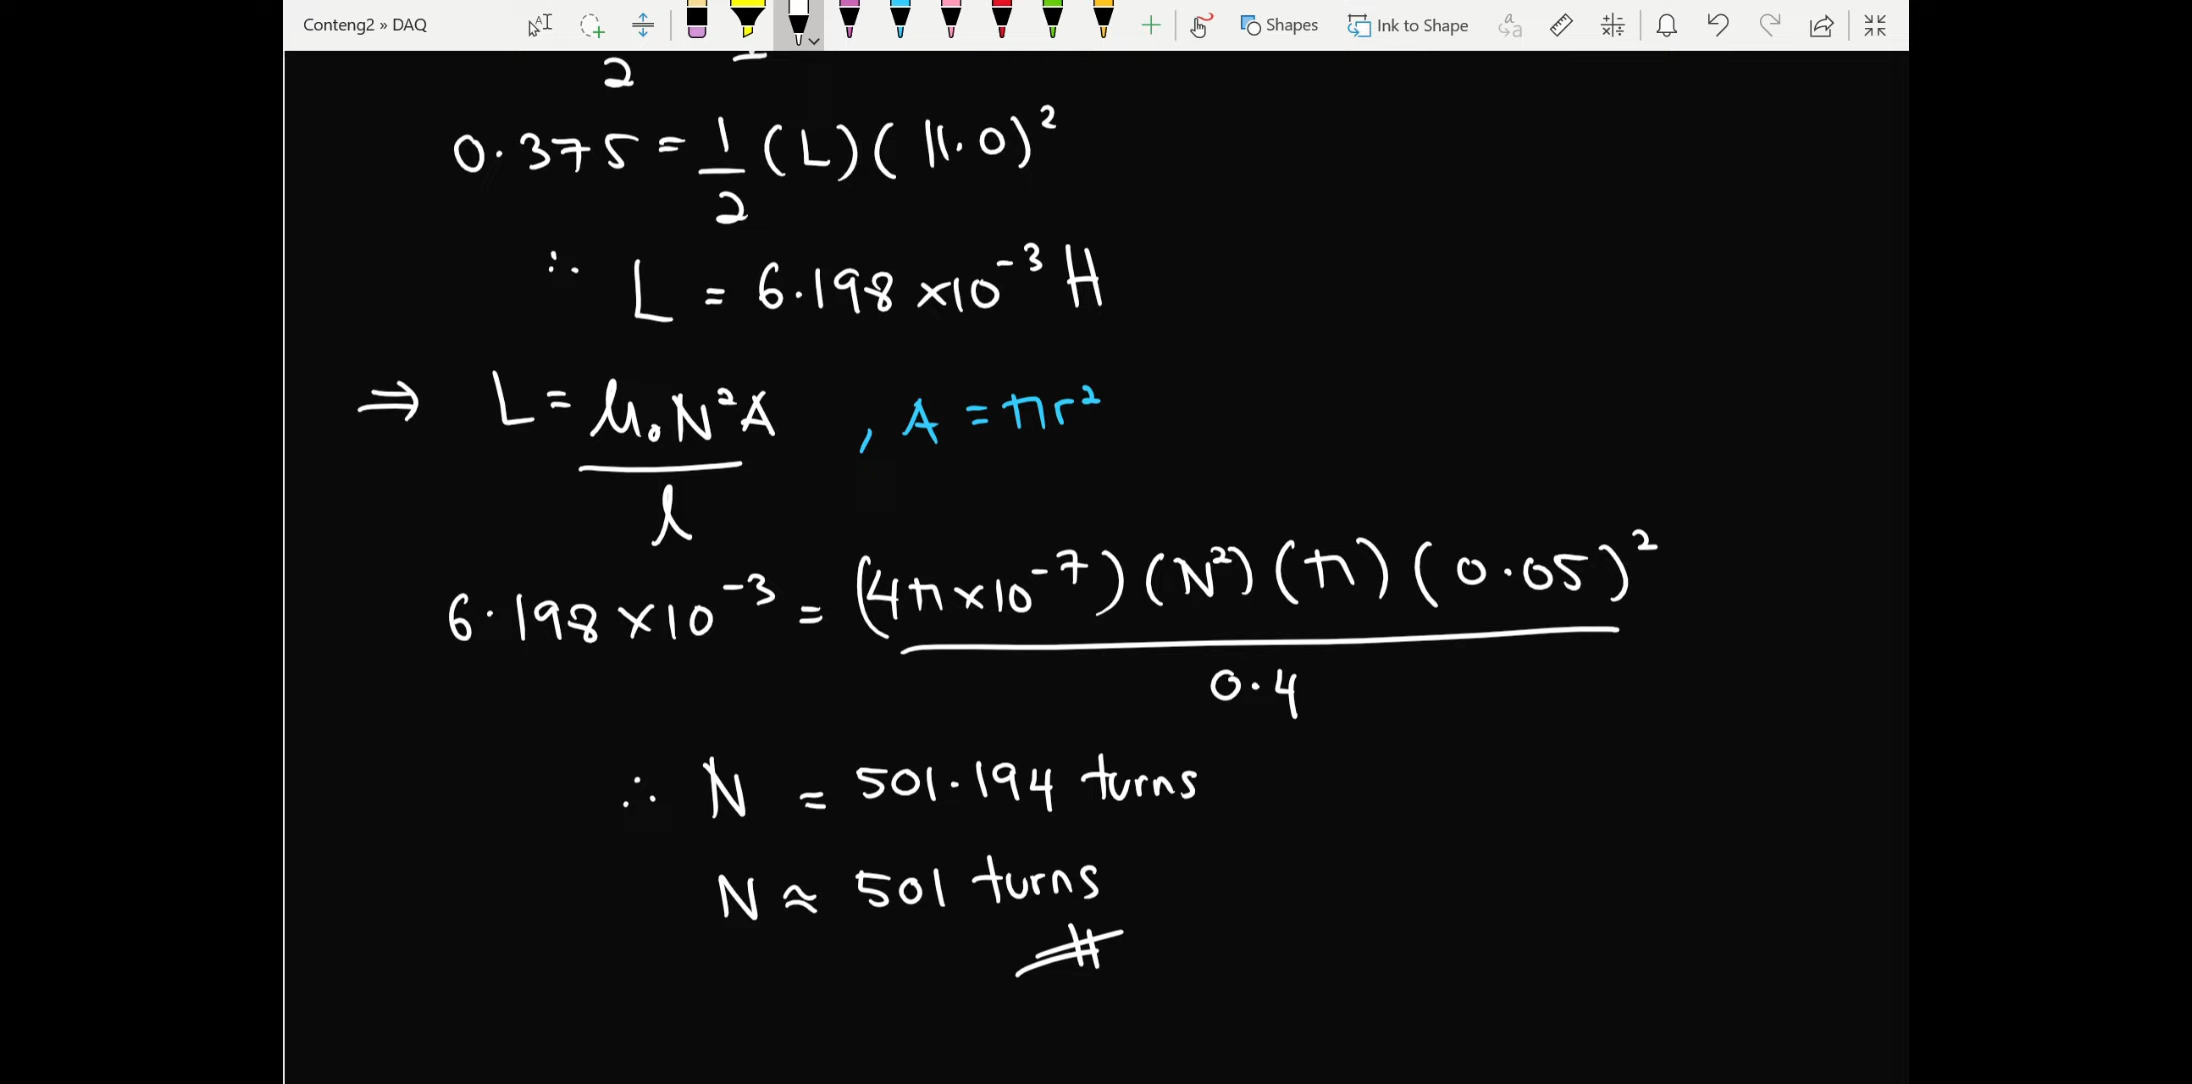 Conteng2 » DAQ Shapes Ink to Shape
2
0.375 = 1/2 (L)(11.0)²
∴ L = 6.198 ×10⁻³ H
⇒ L = μ₀N²A / l , A = πr²
6.198 ×10⁻³ = (4π×10⁻⁷)(N²)(π)(0.05)² / 0.4
∴ N = 501.194 turns
N ≈ 501 turns